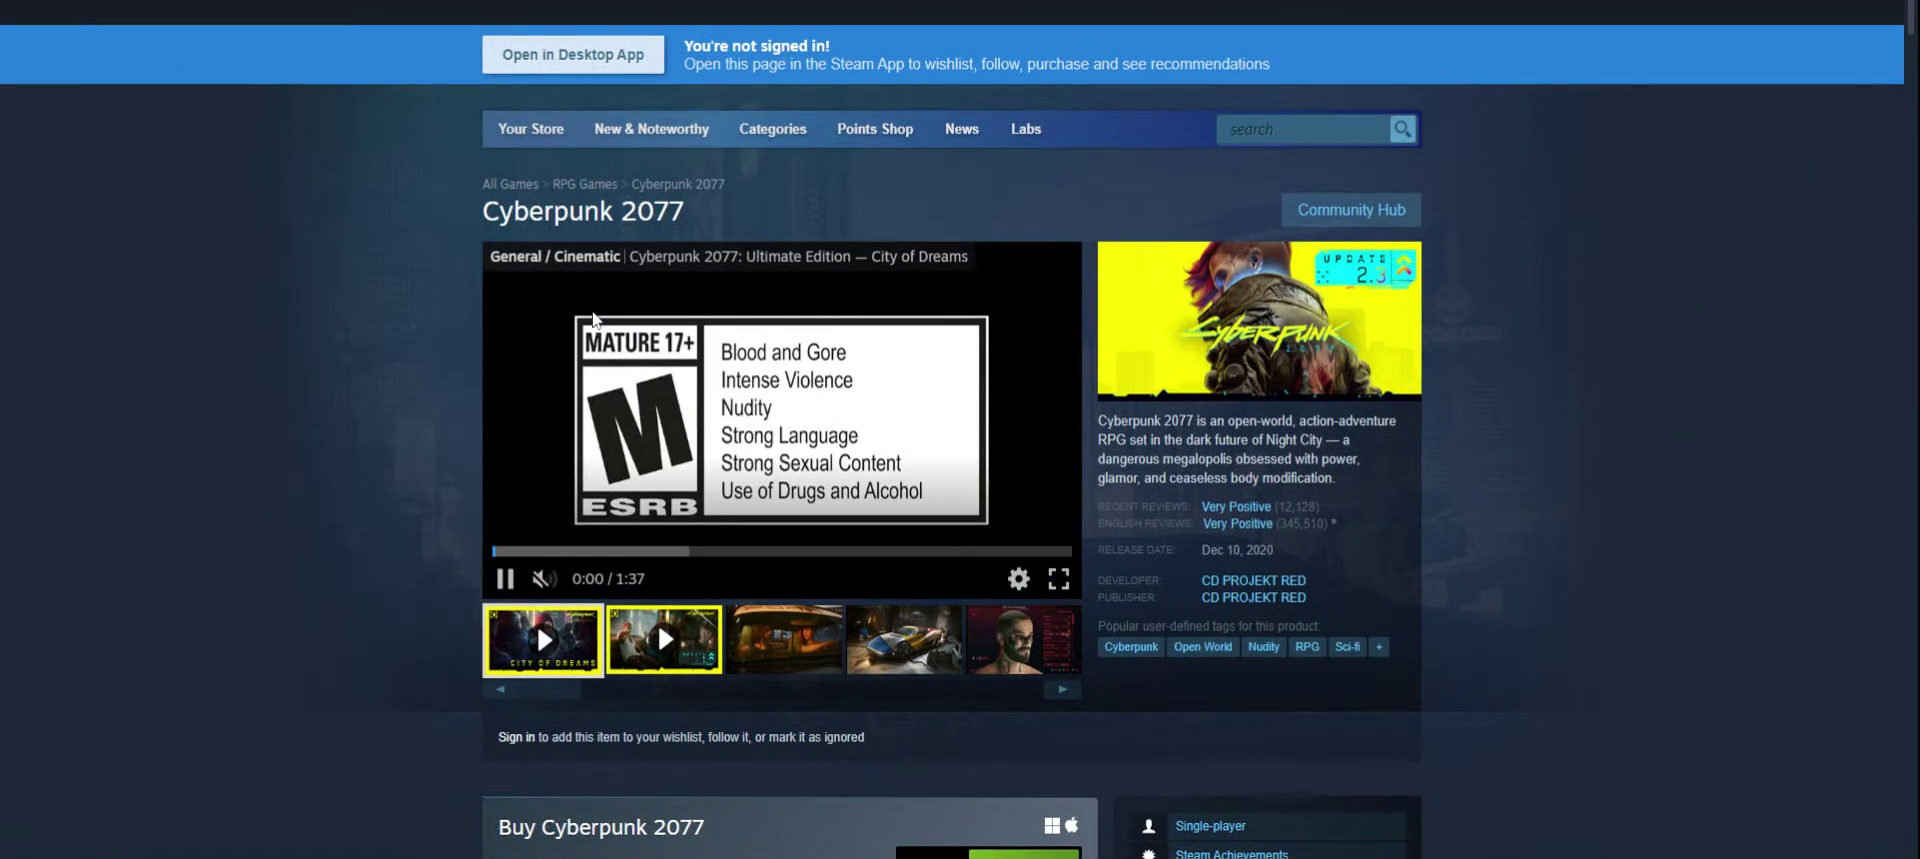 Open in Desktop App
You're not signed in!
Open this page in the Steam App to wishlist, follow, purchase and see recommendations
Your Store New & Noteworthy Categories Points Shop News Labs
search
All Games > RPG Games > Cyberpunk 2077
Cyberpunk 2077
Community Hub
General / Cinematic | Cyberpunk 2077: Ultimate Edition — City of Dreams
MATURE 17+
M
ESRB
Blood and Gore
Intense Violence
Nudity
Strong Language
Strong Sexual Content
Use of Drugs and Alcohol
0:00 / 1:37
CITY OF DREAMS
UPDATE
2.3
Cyberpunk
2077
Cyberpunk 2077 is an open-world, action-adventure
RPG set in the dark future of Night City — a
dangerous megalopolis obsessed with power,
glamor, and ceaseless body modification.
RECENT REVIEWS: Very Positive (12,128)
ENGLISH REVIEWS: Very Positive (345,510) *
RELEASE DATE: Dec 10, 2020
DEVELOPER: CD PROJEKT RED
PUBLISHER: CD PROJEKT RED
Popular user-defined tags for this product:
Cyberpunk Open World Nudity RPG Sci-fi +
Sign in to add this item to your wishlist, follow it, or mark it as ignored
Buy Cyberpunk 2077
Single-player
Steam Achievements